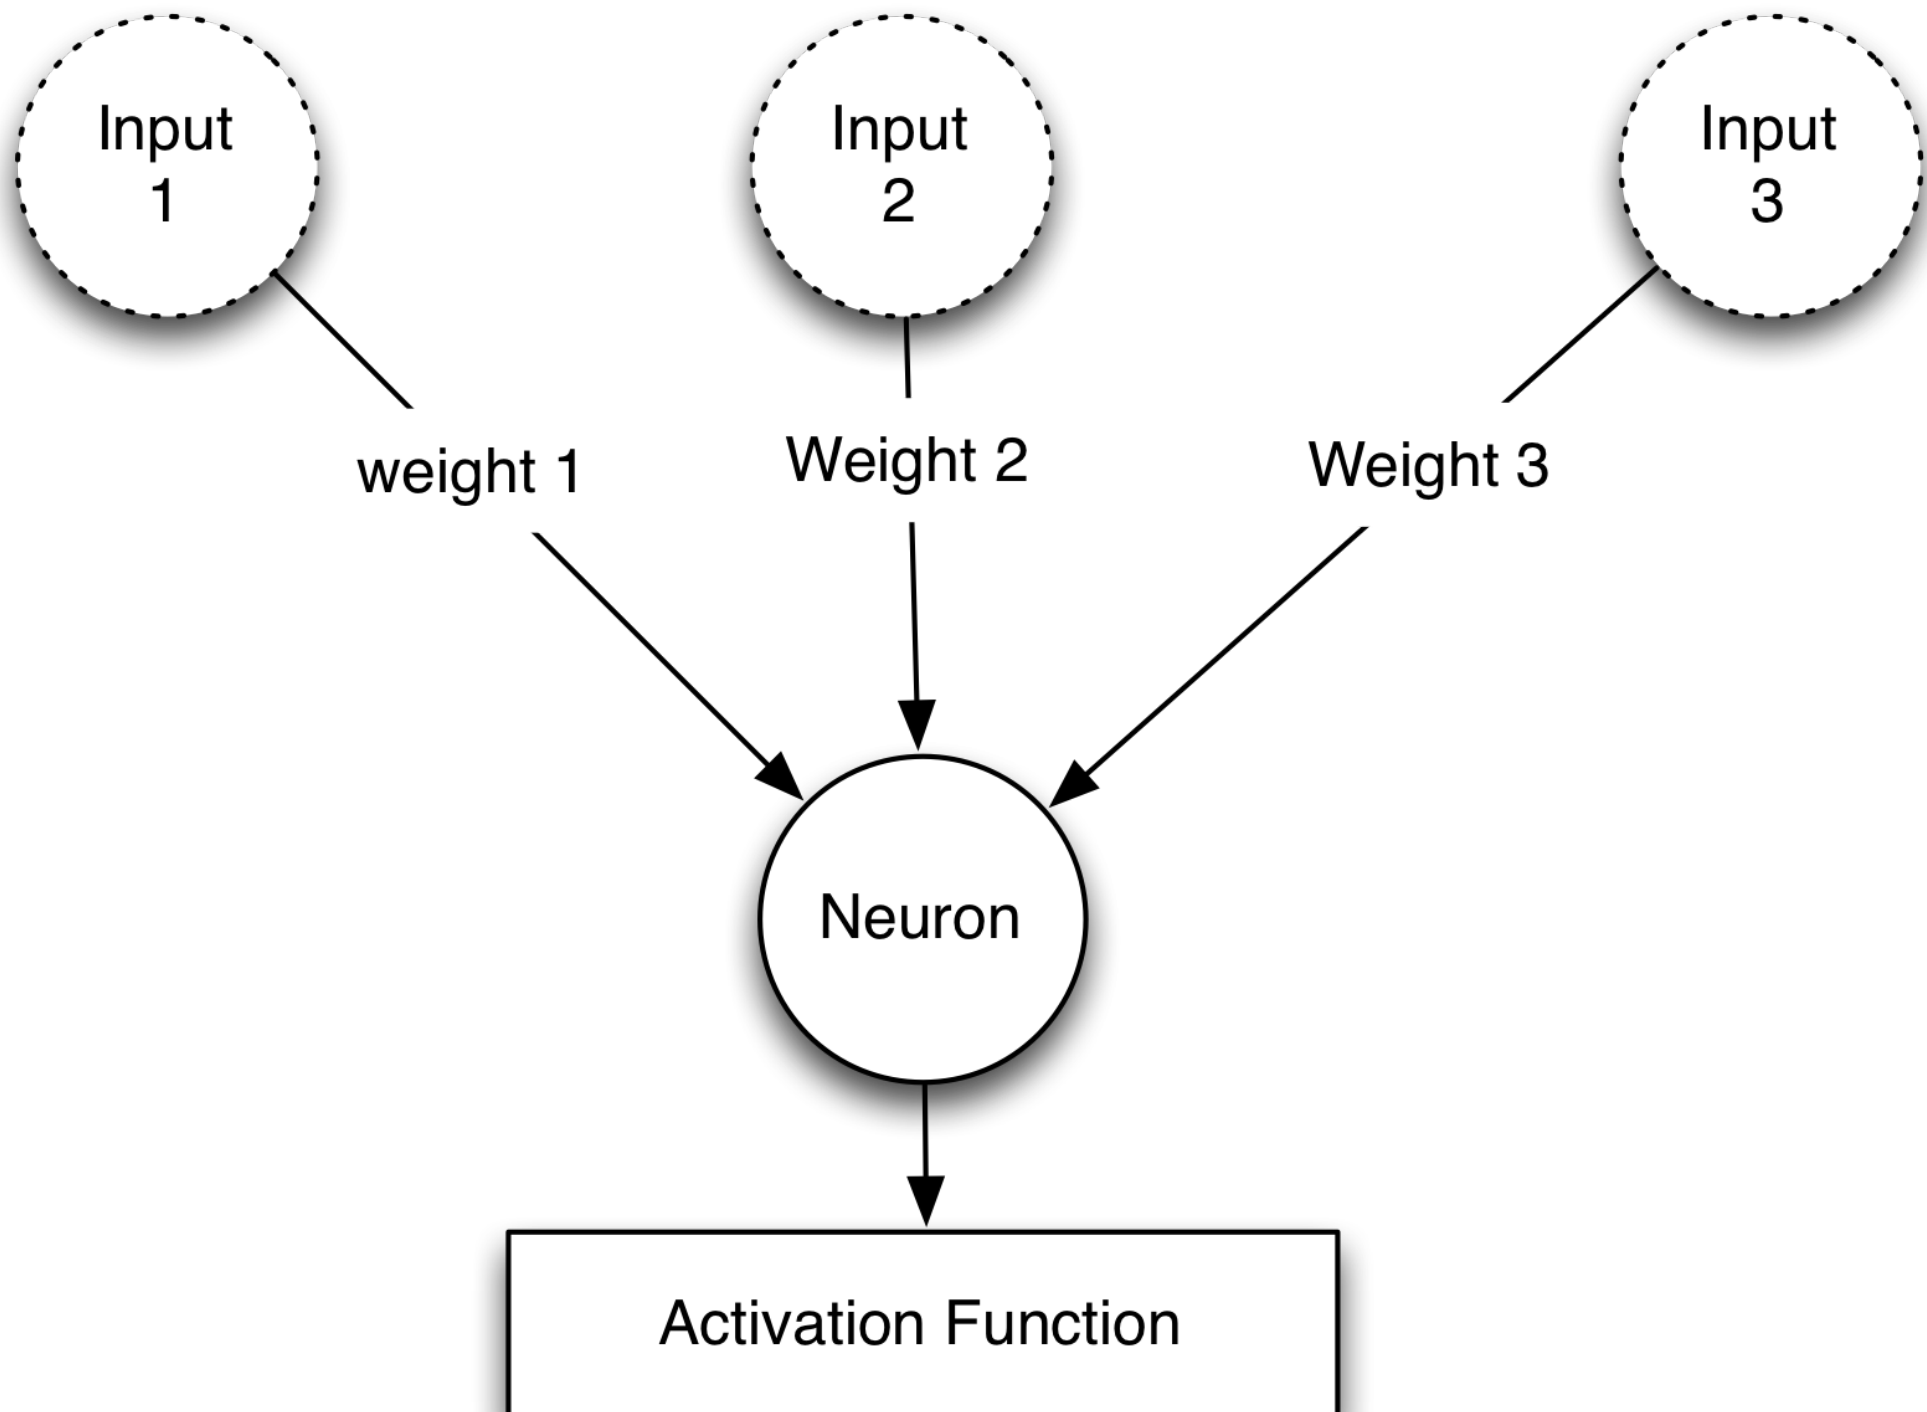 Input
1
Input
2
Input
3
weight 1
Weight 2
Weight 3
Neuron
Activation Function